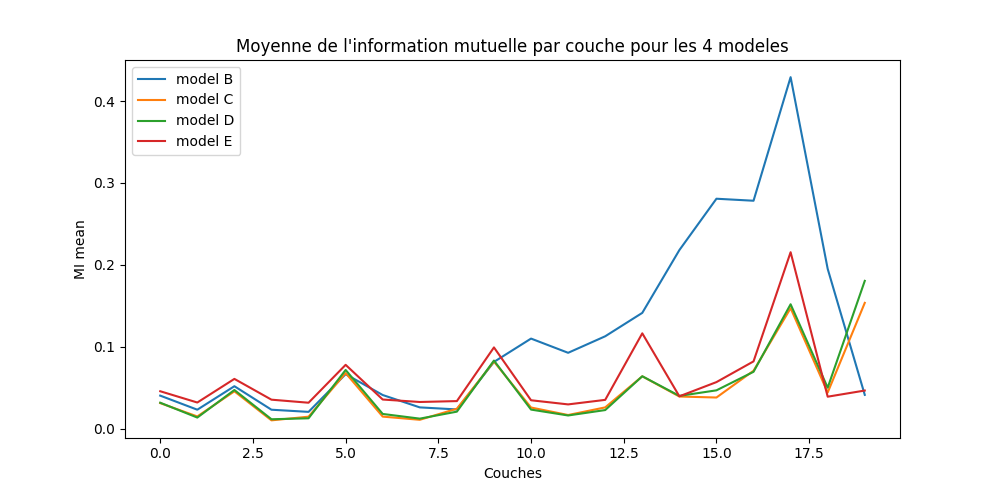 Moyenne de l'information mutuelle par couche pour les 4 modeles
model B
model C
model D
model E
MI mean
0.4
0.3
0.2
0.1
0.0
0.0 2.5 5.0 7.5 10.0 12.5 15.0 17.5
Couches